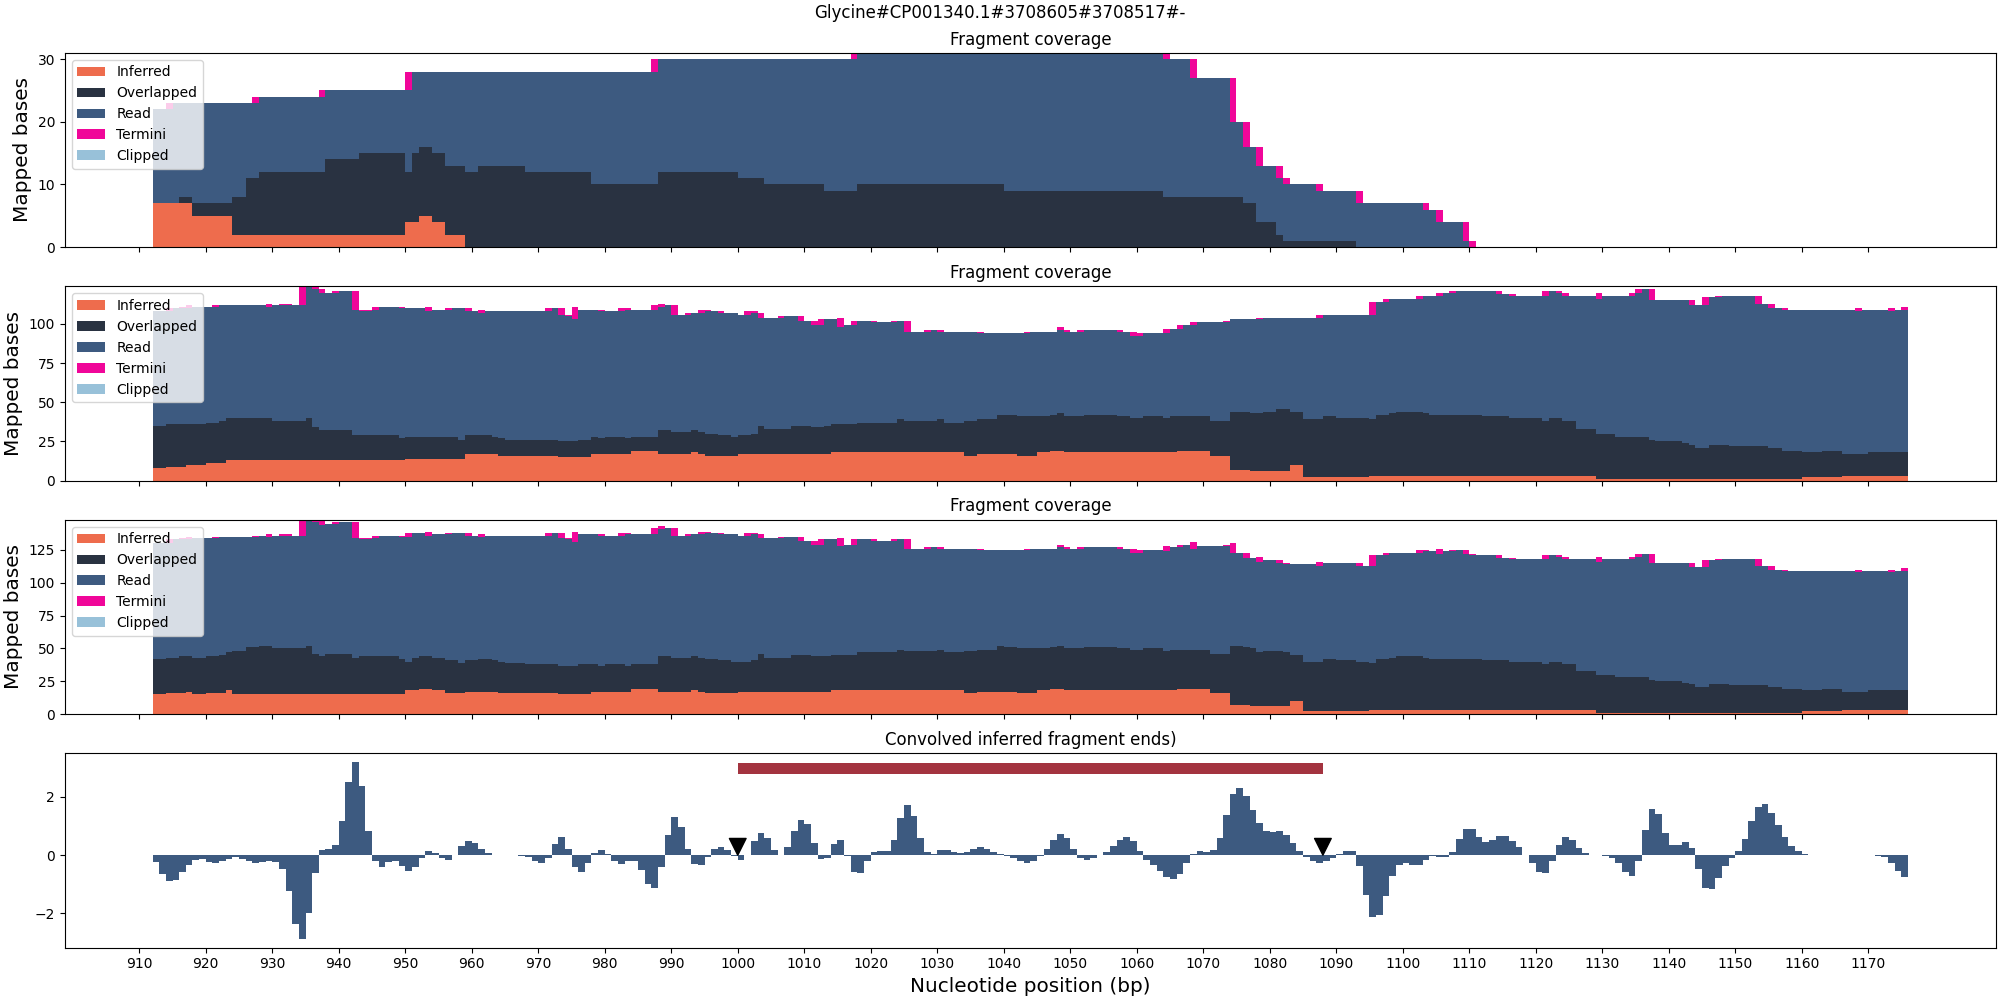 Glycine#CP001340.1#3708605#3708517#-
Fragment coverage
Mapped bases
30
20
10
0
Inferred
Overlapped
Read
Termini
Clipped
Fragment coverage
Mapped bases
100
75
50
25
0
Inferred
Overlapped
Read
Termini
Clipped
Fragment coverage
Mapped bases
125
100
75
50
25
0
Inferred
Overlapped
Read
Termini
Clipped
Convolved inferred fragment ends)
2
0
−2
910 920 930 940 950 960 970 980 990 1000 1010 1020 1030 1040 1050 1060 1070 1080 1090 1100 1110 1120 1130 1140 1150 1160 1170
Nucleotide position (bp)